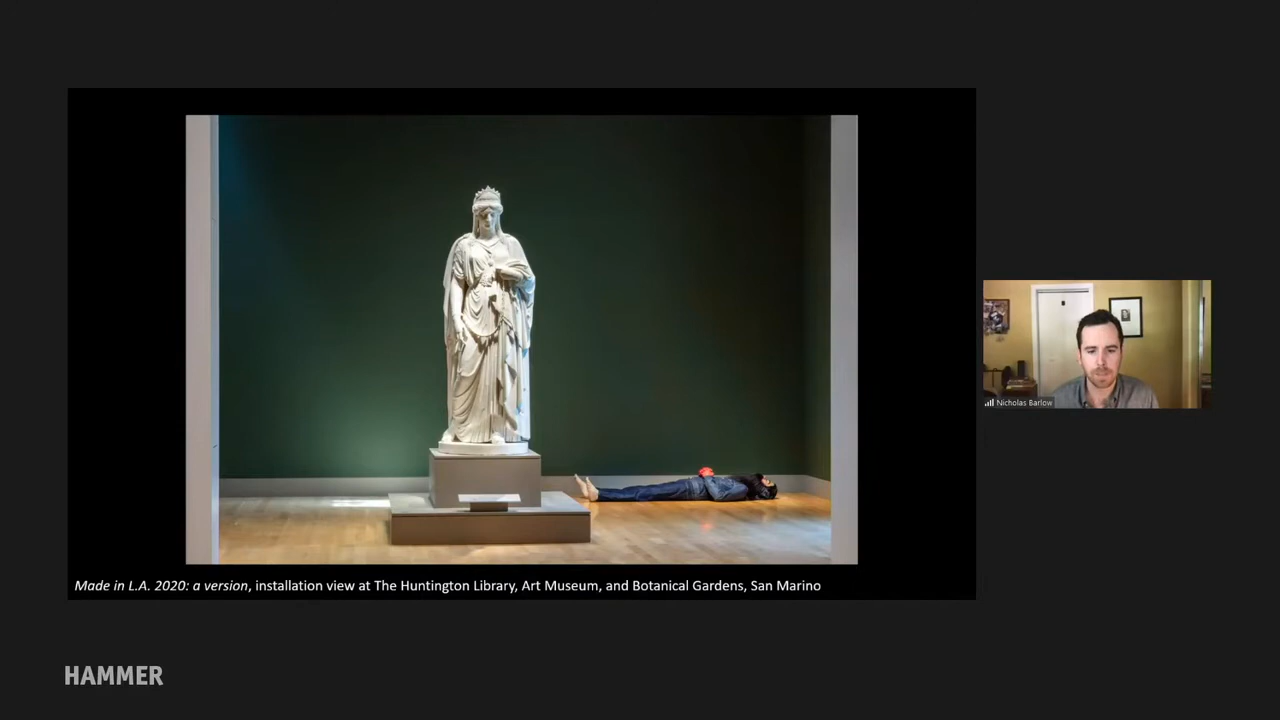 Nicholas Barlow
Made in L.A. 2020: a version, installation view at The Huntington Library, Art Museum, and Botanical Gardens, San Marino
HAMMER